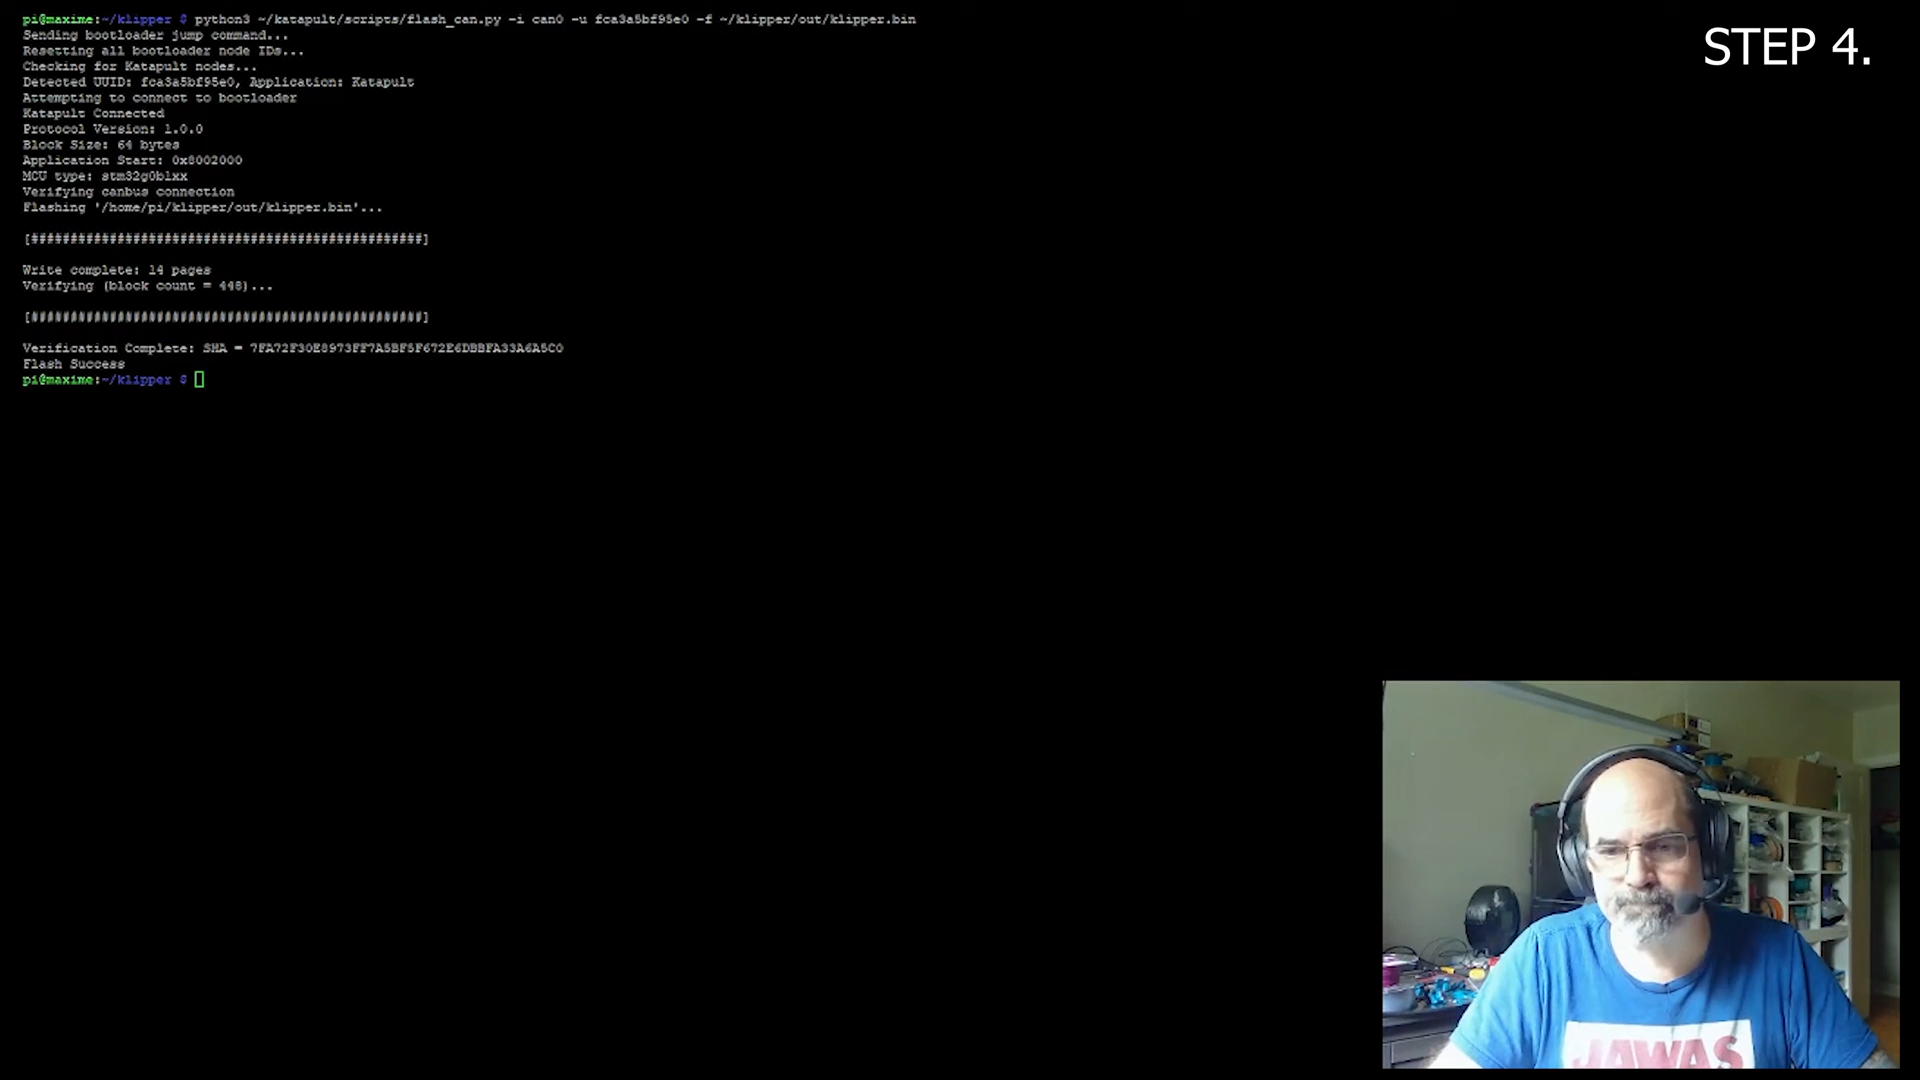 pi@maxime:~/klipper $ python3 ~/katapult/scripts/flash_can.py -i can0 -u fca3a5bf95e0 -f ~/klipper/out/klipper.bin
STEP 4.
Sending bootloader jump command...
Resetting all bootloader node IDs...
Checking for Katapult nodes...
Detected UUID: fca3a5bf95e0, Application: Katapult
Attempting to connect to bootloader
Katapult Connected
Protocol Version: 1.0.0
Block Size: 64 bytes
Application Start: 0x8002000
MCU type: stm32g0b1xx
Verifying canbus connection
Flashing '/home/pi/klipper/out/klipper.bin'...
[##################################################]
Write complete: 14 pages
Verifying (block count = 448)...
[##################################################]
Verification Complete: SHA = 7FA72F30E8973FF7A5BF5F672E6DBBFA33A6A5C0
Flash Success
pi@maxime:~/klipper $
JAWAS